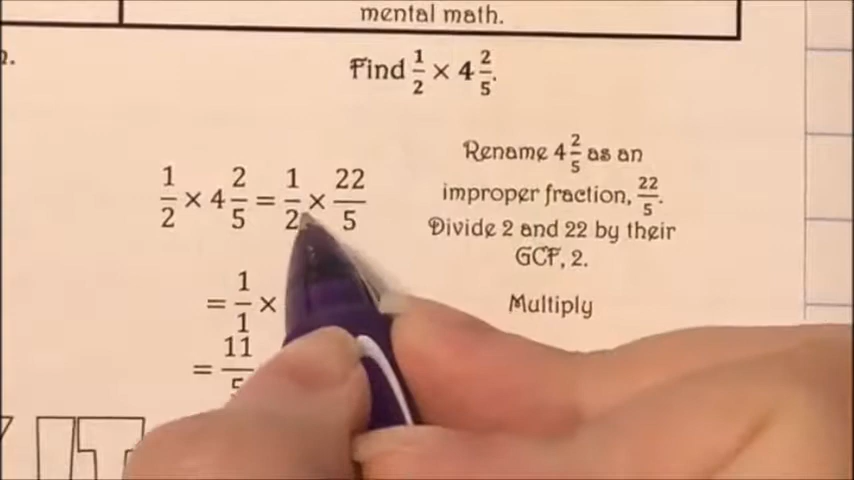 mental math.
Find 1/2 × 4 2/5.
1/2 × 4 2/5 = 1/2 × 22/5
Rename 4 2/5 as an
improper fraction, 22/5.
Divide 2 and 22 by their
GCF, 2.
= 1/1 ×
Multiply
= 11/5
IT